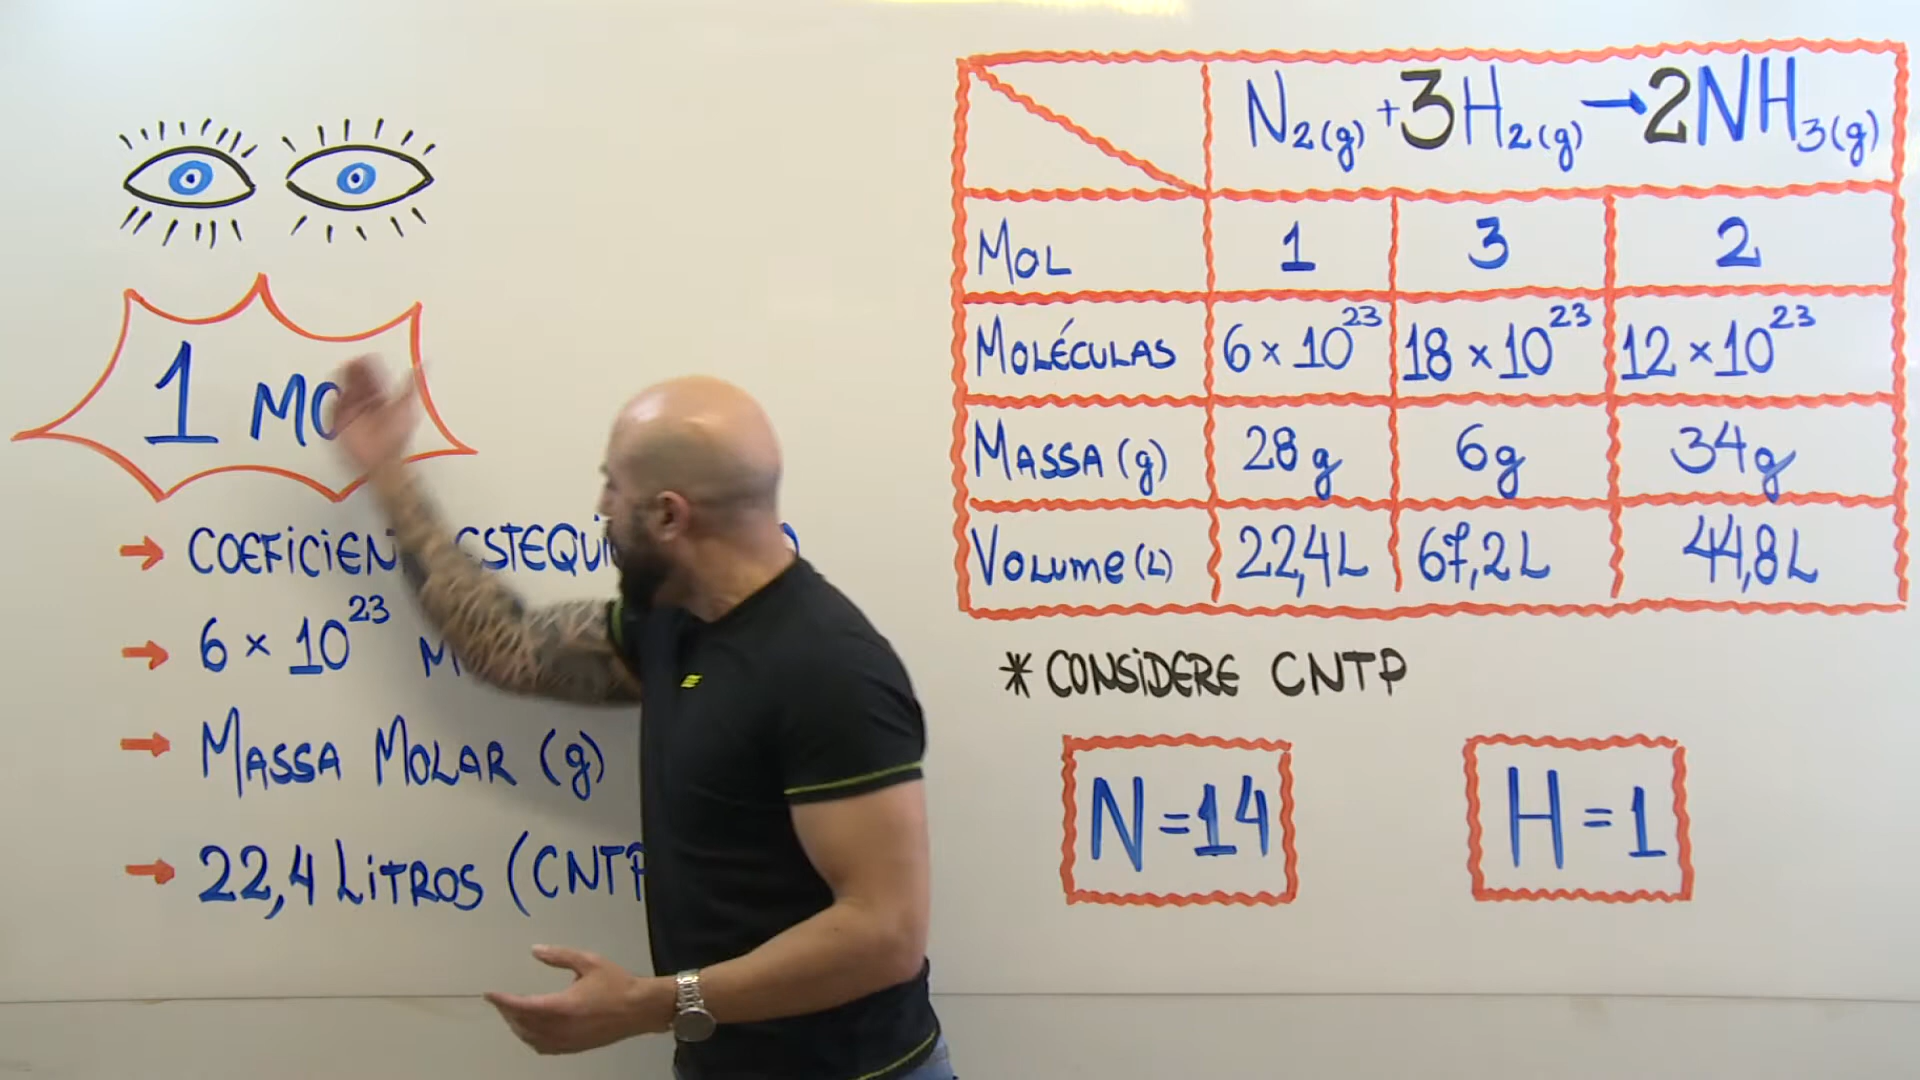 1
COEFICIEN
6 × 10²³
MASSA MOLAR (g)
22,4 LITROS (CNTP
N₂(g) + 3H₂(g) → 2NH₃(g)
MOL 1 3 2
MOLÉCULAS 6 × 10²³ 18 × 10²³ 12 × 10²³
MASSA (g) 28g 6g 34g
VOLUME (L) 22,4L 67,2L 44,8L
* CONSIDERE CNTP
N = 14
H = 1